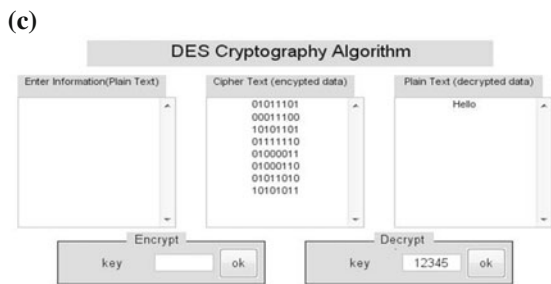 (c)
DES Cryptography Algorithm
Enter Information(Plain Text)
Cipher Text (encypted data)
Plain Text (decrypted data)
01011101
00011100
10101101
01111110
01000011
01000110
01011010
10101011
Hello
Encrypt
key
ok
Decrypt
key
12345
ok